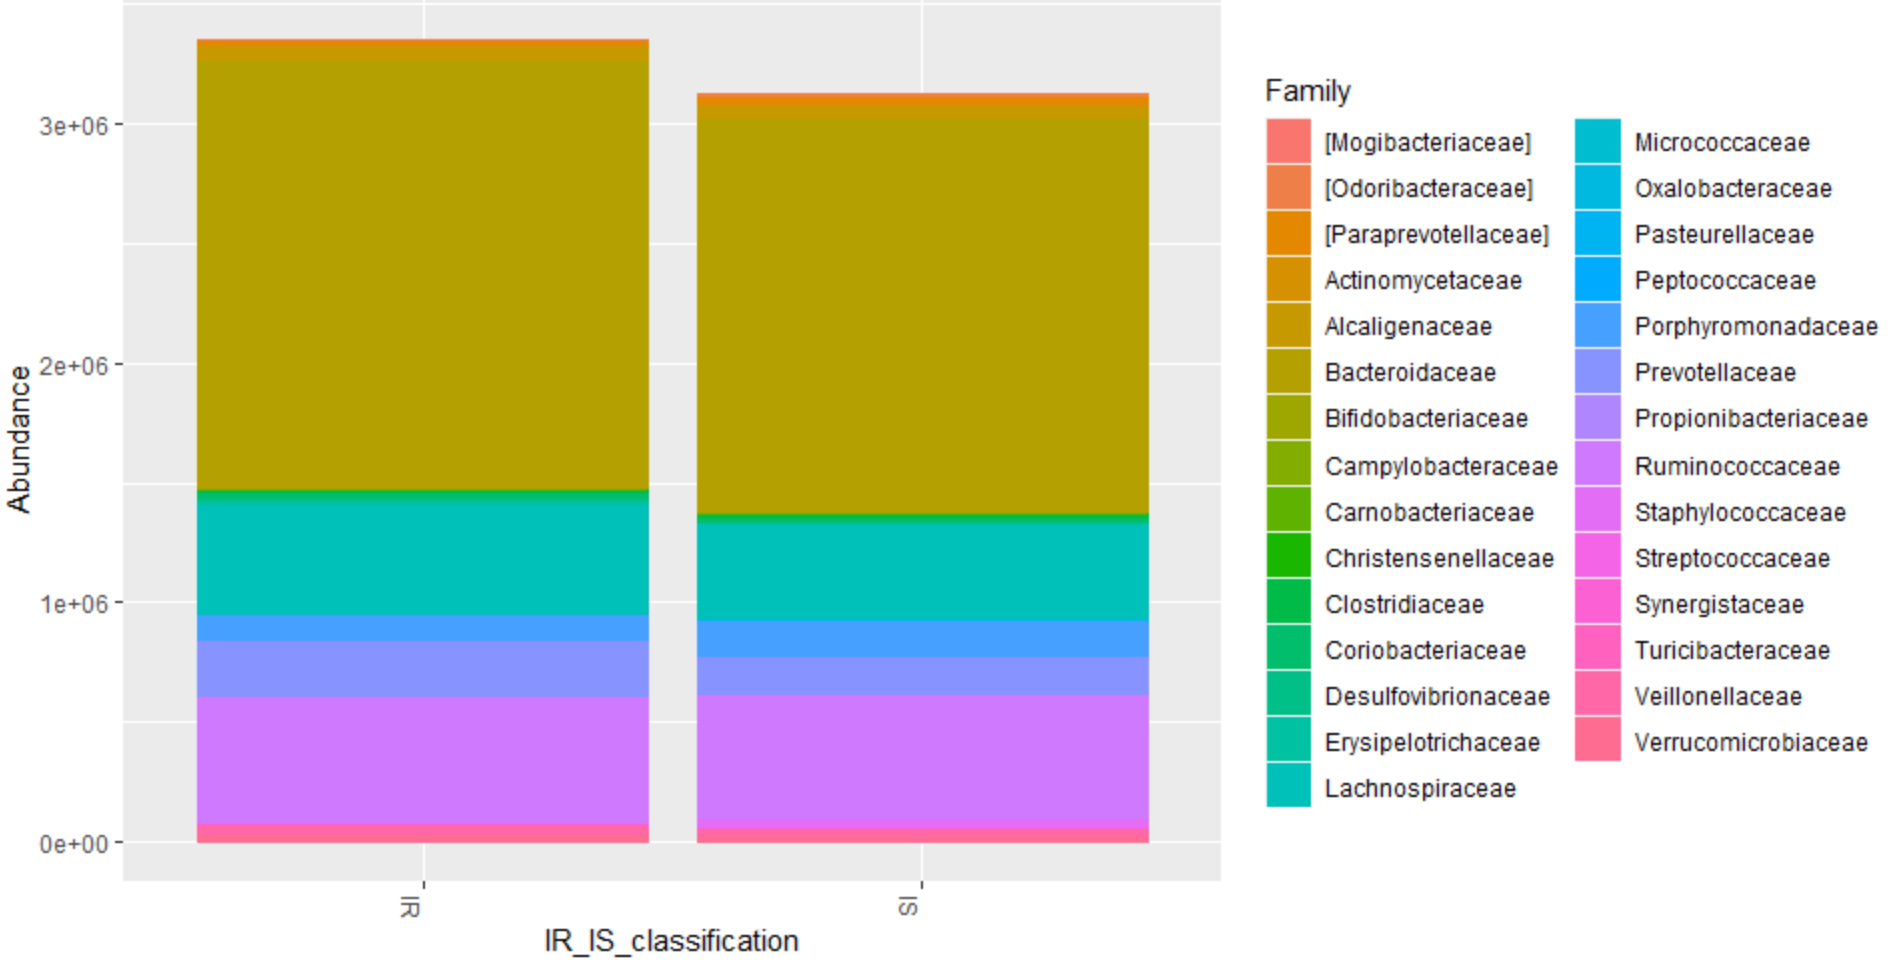 Abundance
3e+06
2e+06
1e+06
0e+00
IR
IS
IR_IS_classification
Family
[Mogibacteriaceae]
[Odoribacteraceae]
[Paraprevotellaceae]
Actinomycetaceae
Alcaligenaceae
Bacteroidaceae
Bifidobacteriaceae
Campylobacteraceae
Carnobacteriaceae
Christensenellaceae
Clostridiaceae
Coriobacteriaceae
Desulfovibrionaceae
Erysipelotrichaceae
Lachnospiraceae
Micrococcaceae
Oxalobacteraceae
Pasteurellaceae
Peptococcaceae
Porphyromonadaceae
Prevotellaceae
Propionibacteriaceae
Ruminococcaceae
Staphylococcaceae
Streptococcaceae
Synergistaceae
Turicibacteraceae
Veillonellaceae
Verrucomicrobiaceae